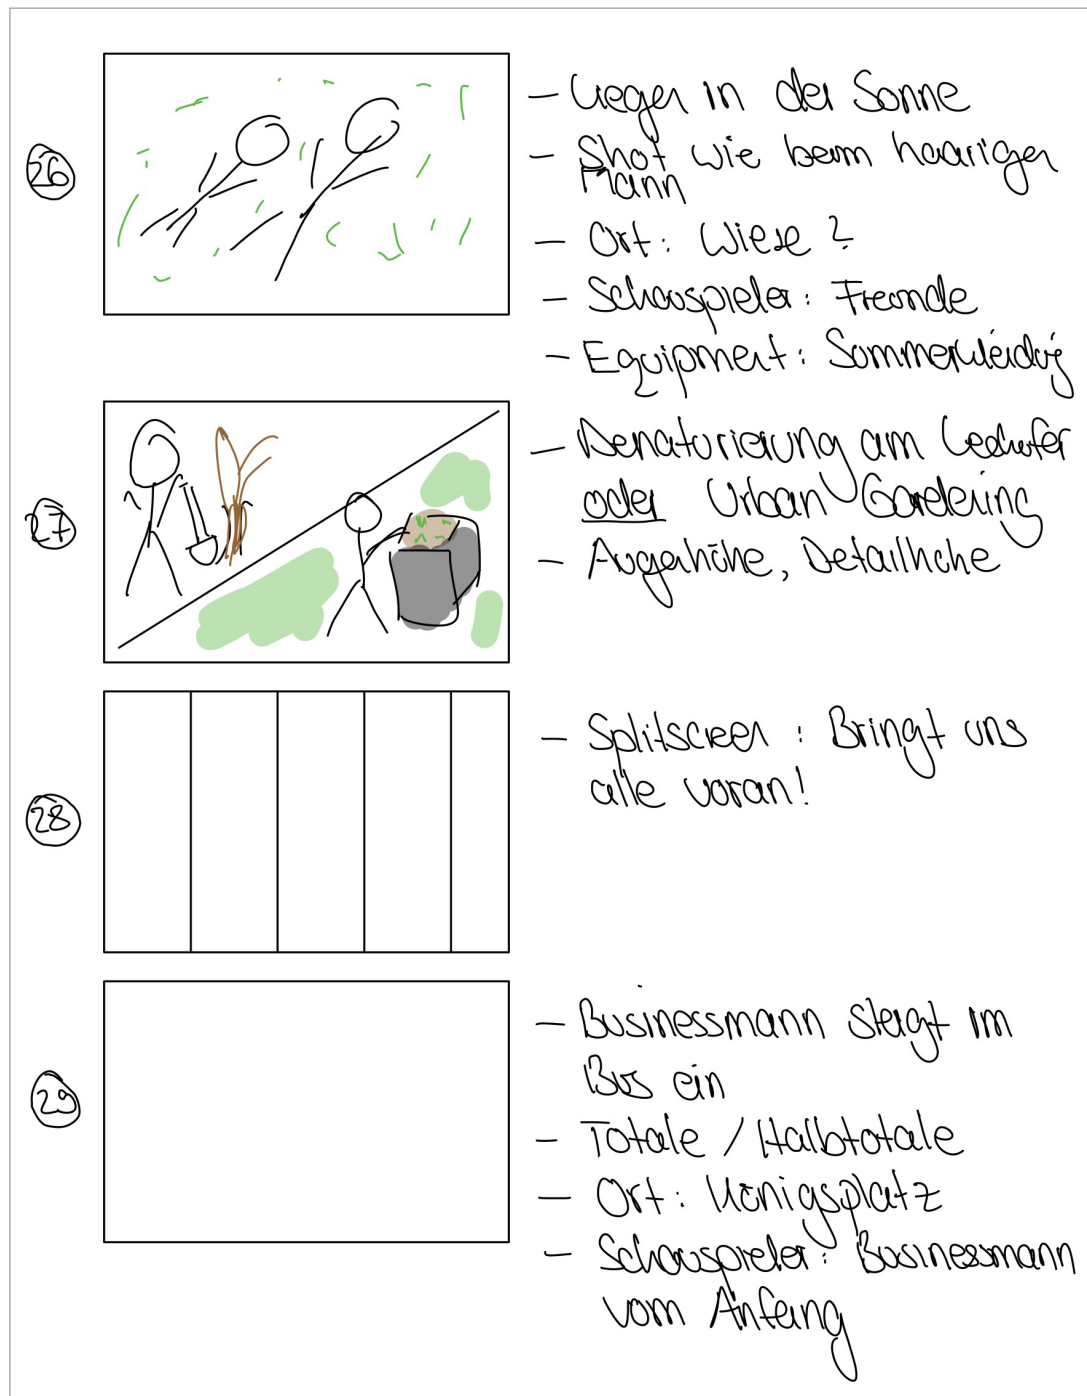 26
- Liegen in der Sonne
- Shot wie beim haarigen
Mann
- Ort: Wiese?
- Schauspieler: Freunde
- Equipment: Sommerkleidung
27
- Renaturierung am Lechufer
oder Urban Gardening
- Augenhöhe, Detailliche
28
- Splitscreen: Bringt uns
alle voran!
29
- Businessmann steigt im
Bus ein
- Totale / Halbtotale
- Ort: Königsplatz
- Schauspieler: Businessmann
vom Anfang